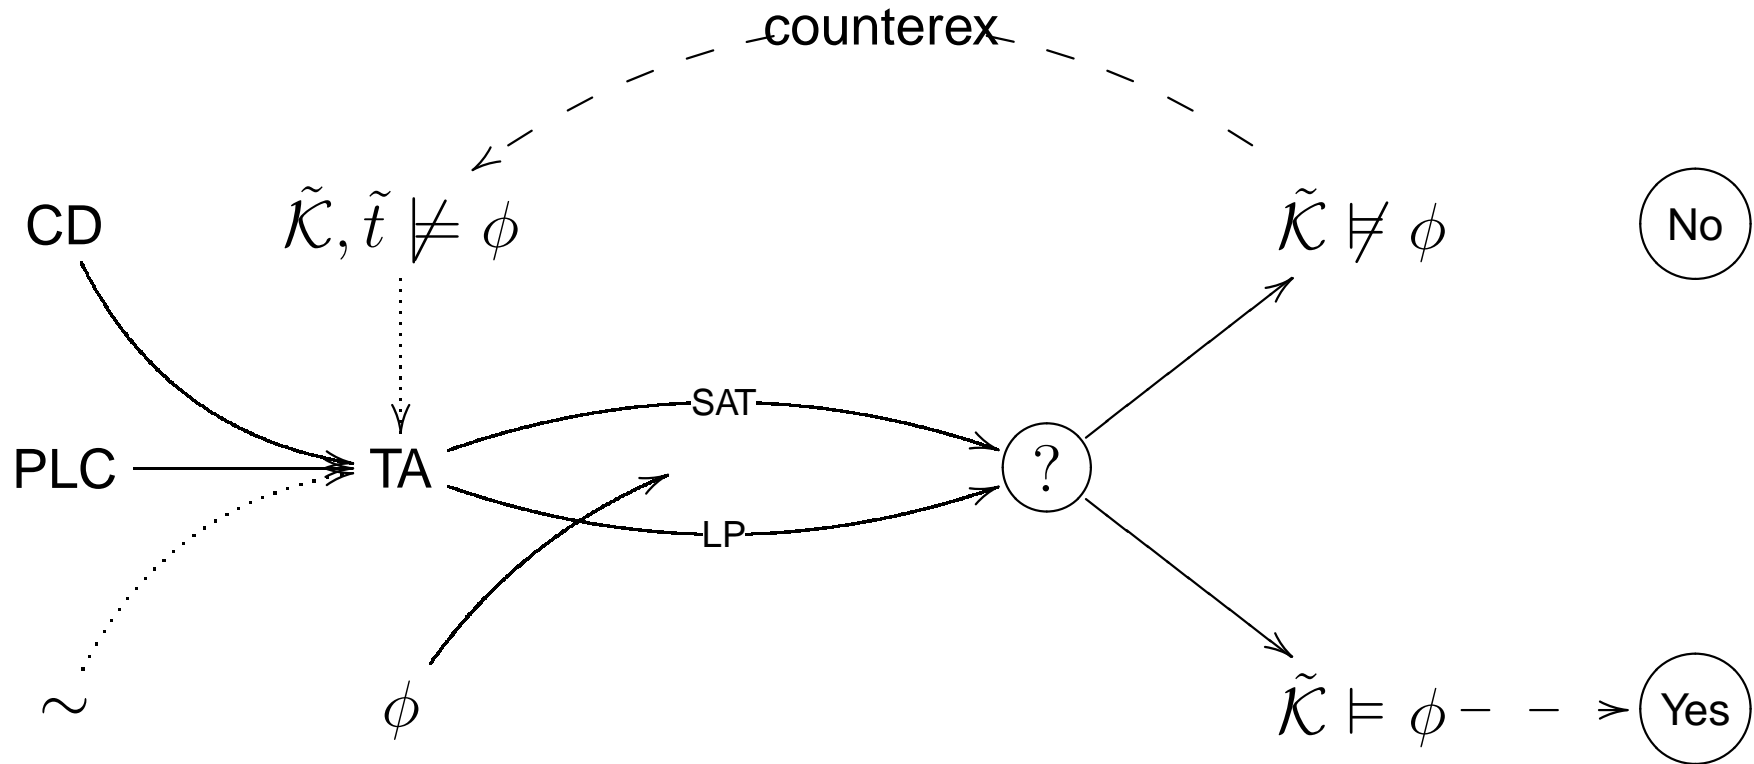 counterex
CD
𝒦̃, t̃ |≠ ϕ
𝒦̃ ⊭ ϕ
No
SAT
PLC
TA
?
LP
∼
ϕ
𝒦̃ ⊨ ϕ
Yes